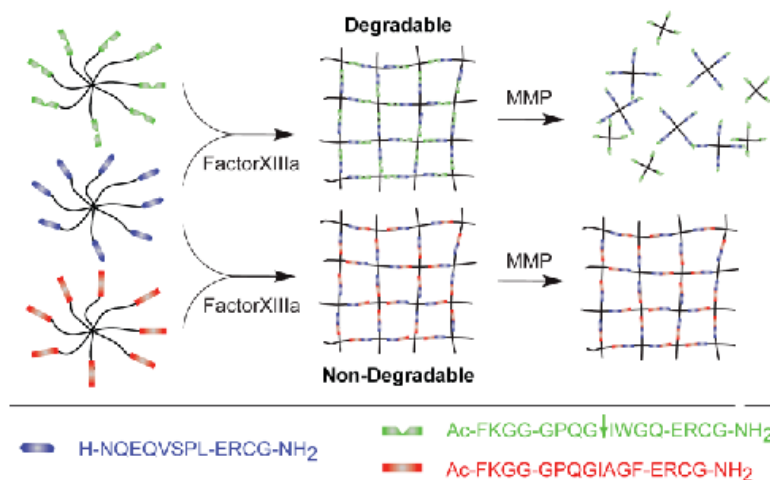 Degradable
MMP
FactorXIIIa
MMP
FactorXIIIa
Non-Degradable
H-NQEQVSPL-ERCG-NH2
Ac-FKGG-GPQG↓IWGQ-ERCG-NH2
Ac-FKGG-GPQGIAGF-ERCG-NH2